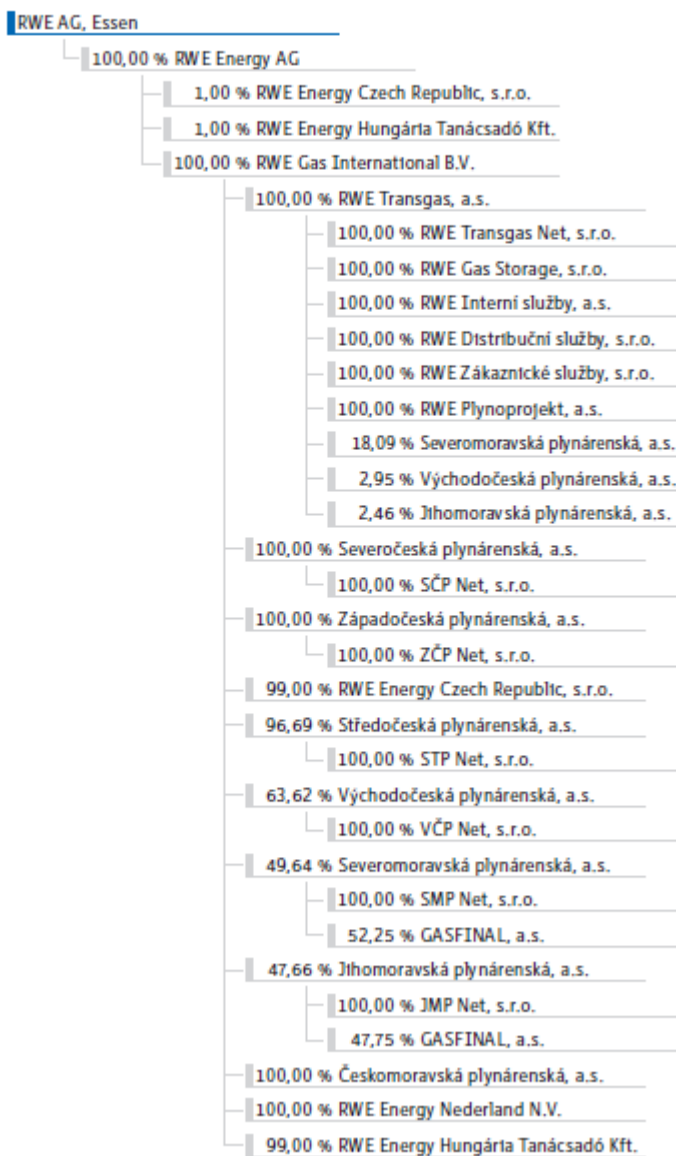 RWE AG, Essen
100,00 % RWE Energy AG
1,00 % RWE Energy Czech Republic, s.r.o.
1,00 % RWE Energy Hungária Tanácsadó Kft.
100,00 % RWE Gas International B.V.
100,00 % RWE Transgas, a.s.
100,00 % RWE Transgas Net, s.r.o.
100,00 % RWE Gas Storage, s.r.o.
100,00 % RWE Interní služby, a.s.
100,00 % RWE Distribuční služby, s.r.o.
100,00 % RWE Zákaznické služby, s.r.o.
100,00 % RWE Plynoprojekt, a.s.
18,09 % Severomoravská plynárenská, a.s.
2,95 % Východočeská plynárenská, a.s.
2,46 % Jihomoravská plynárenská, a.s.
100,00 % Severočeská plynárenská, a.s.
100,00 % SČP Net, s.r.o.
100,00 % Západočeská plynárenská, a.s.
100,00 % ZČP Net, s.r.o.
99,00 % RWE Energy Czech Republic, s.r.o.
96,69 % Středočeská plynárenská, a.s.
100,00 % STP Net, s.r.o.
63,62 % Východočeská plynárenská, a.s.
100,00 % VČP Net, s.r.o.
49,64 % Severomoravská plynárenská, a.s.
100,00 % SMP Net, s.r.o.
52,25 % GASFINAL, a.s.
47,66 % Jihomoravská plynárenská, a.s.
100,00 % JMP Net, s.r.o.
47,75 % GASFINAL, a.s.
100,00 % Českomoravská plynárenská, a.s.
100,00 % RWE Energy Nederland N.V.
99,00 % RWE Energy Hungária Tanácsadó Kft.